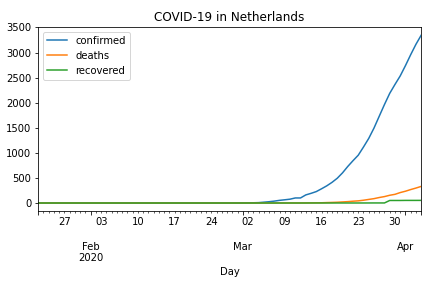 COVID-19 in Netherlands
3500
3000
2500
2000
1500
1000
500
0
confirmed
deaths
recovered
27 03 10 17 24 02 09 16 23 30
Feb Mar Apr
2020
Day